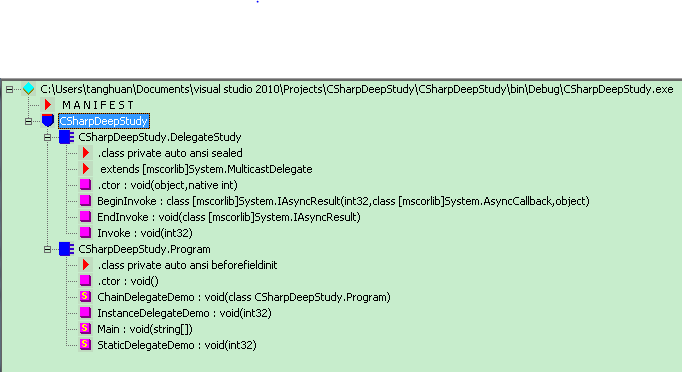 C:\Users\tanghuan\Documents\visual studio 2010\Projects\CSharpDeepStudy\CSharpDeepStudy\bin\Debug\CSharpDeepStudy.exe
M A N I F E S T
CSharpDeepStudy
CSharpDeepStudy.DelegateStudy
.class private auto ansi sealed
extends [mscorlib]System.MulticastDelegate
.ctor : void(object,native int)
BeginInvoke : class [mscorlib]System.IAsyncResult(int32,class [mscorlib]System.AsyncCallback,object)
EndInvoke : void(class [mscorlib]System.IAsyncResult)
Invoke : void(int32)
CSharpDeepStudy.Program
.class private auto ansi beforefieldinit
.ctor : void()
S ChainDelegateDemo : void(class CSharpDeepStudy.Program)
InstanceDelegateDemo : void(int32)
S Main : void(string[])
S StaticDelegateDemo : void(int32)